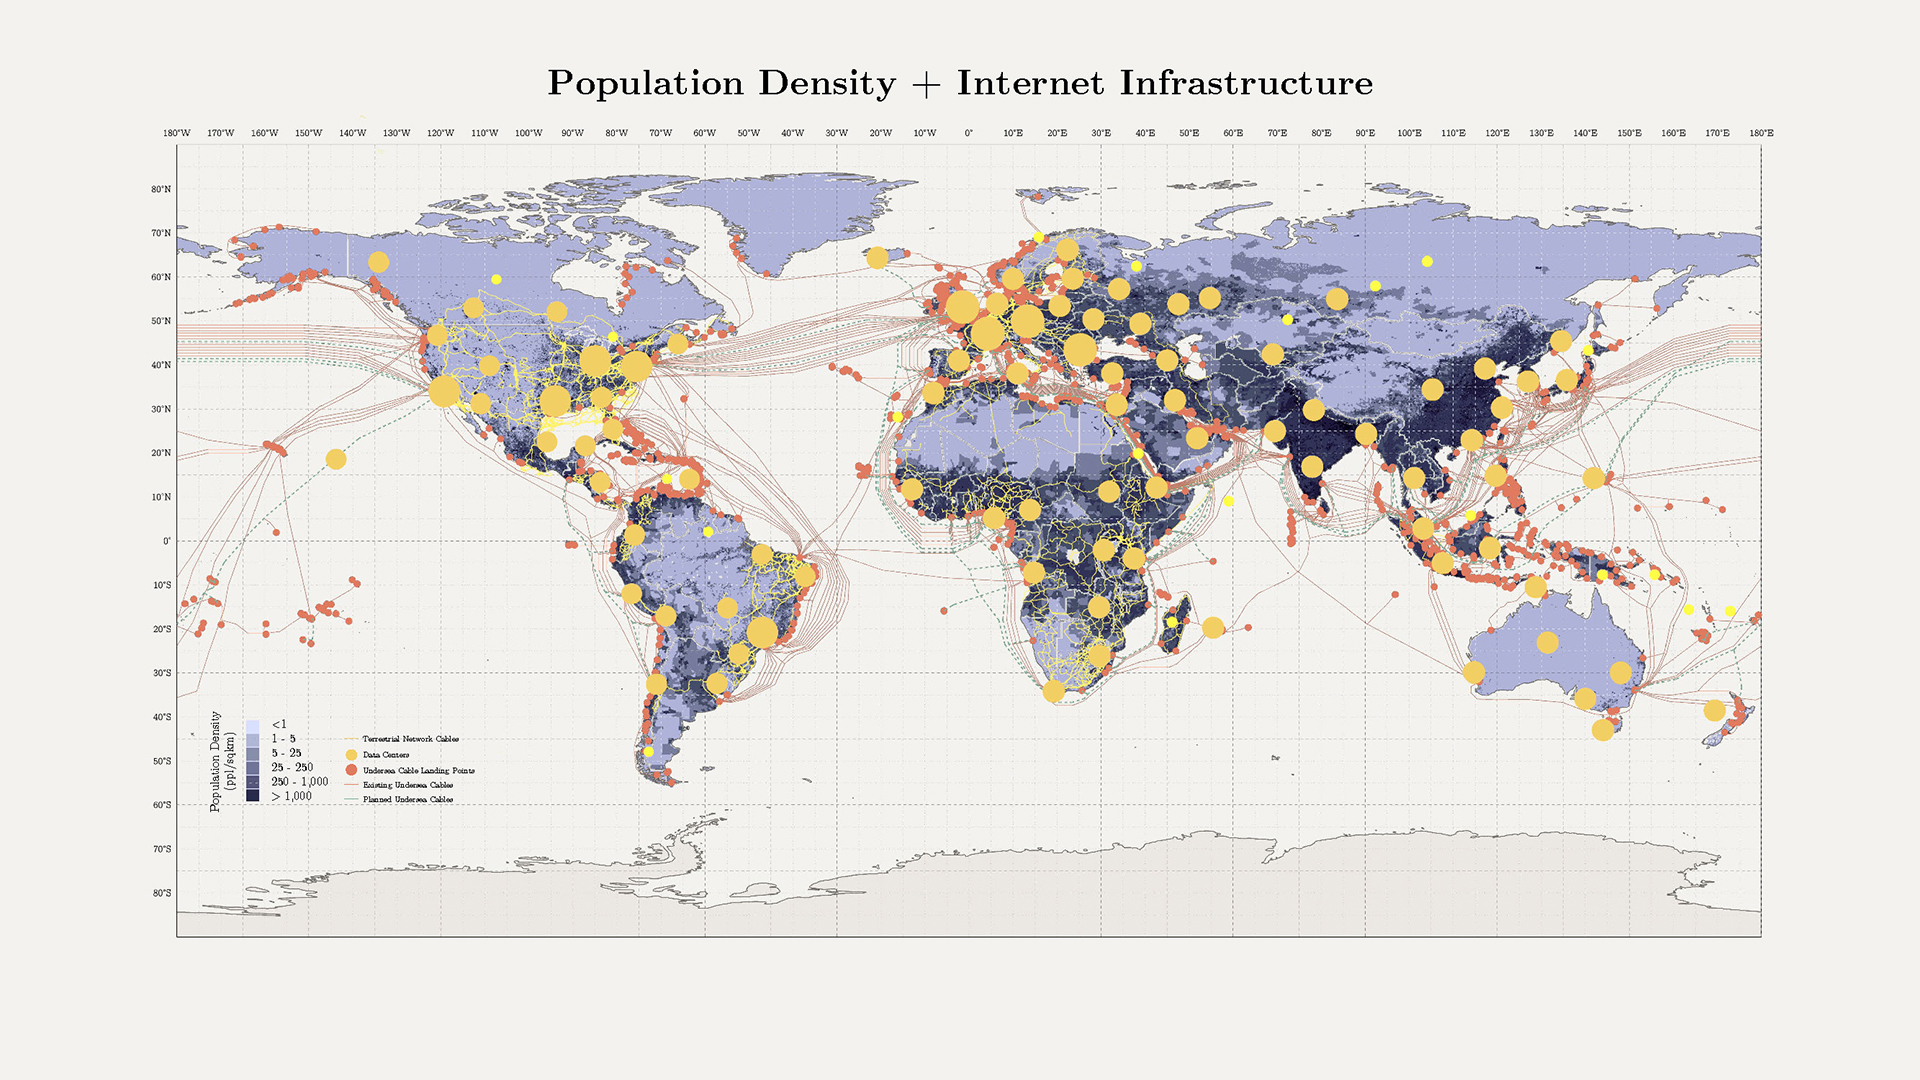 Population Density + Internet Infrastructure
180°W 170°W 160°W 150°W 140°W 130°W 120°W 110°W 100°W 90°W 80°W 70°W 60°W 50°W 40°W 30°W 20°W 10°W 0° 10°E 20°E 30°E 40°E 50°E 60°E 70°E 80°E 90°E 100°E 110°E 120°E 130°E 140°E 150°E 160°E 170°E 180°E
80°N
70°N
60°N
50°N
40°N
30°N
20°N
10°N
0°
10°S
20°S
30°S
40°S
50°S
60°S
70°S
80°S
Population Density
(ppl/sqkm)
<1
1 - 5
5 - 25
25 - 250
250 - 1,000
> 1,000
Terrestrial Network Cables
Data Centers
Undersea Cable Landing Points
Existing Undersea Cables
Planned Undersea Cables